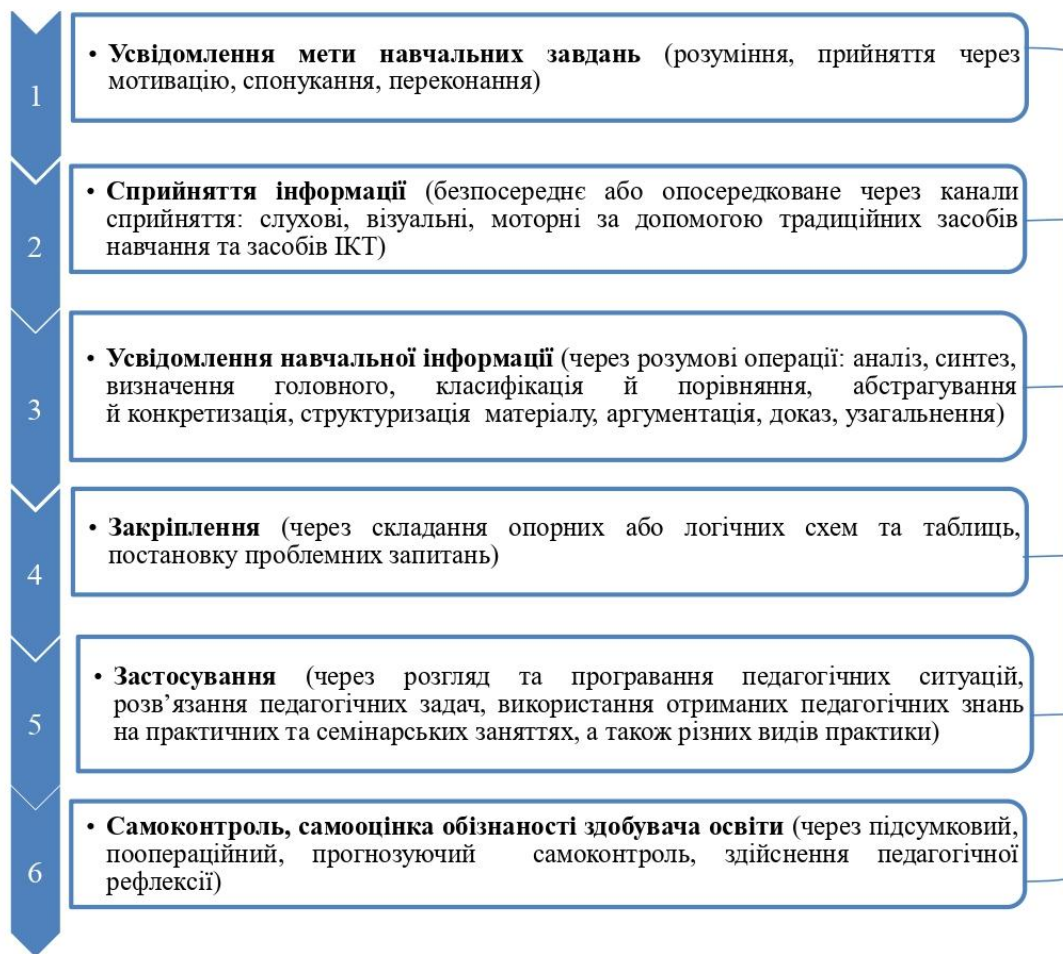 1
• Усвідомлення мети навчальних завдань (розуміння, прийняття через
мотивацію, спонукання, переконання)
2
• Сприйняття інформації (безпосереднє або опосередковане через канали
сприйняття: слухові, візуальні, моторні за допомогою традиційних засобів
навчання та засобів ІКТ)
3
• Усвідомлення навчальної інформації (через розумові операції: аналіз, синтез,
визначення головного, класифікація й порівняння, абстрагування
й конкретизація, структуризація матеріалу, аргументація, доказ, узагальнення)
4
• Закріплення (через складання опорних або логічних схем та таблиць,
постановку проблемних запитань)
5
• Застосування (через розгляд та програвання педагогічних ситуацій,
розв’язання педагогічних задач, використання отриманих педагогічних знань
на практичних та семінарських заняттях, а також різних видів практики)
6
• Самоконтроль, самооцінка обізнаності здобувача освіти (через підсумковий,
поопераційний, прогнозуючий самоконтроль, здійснення педагогічної
рефлексії)